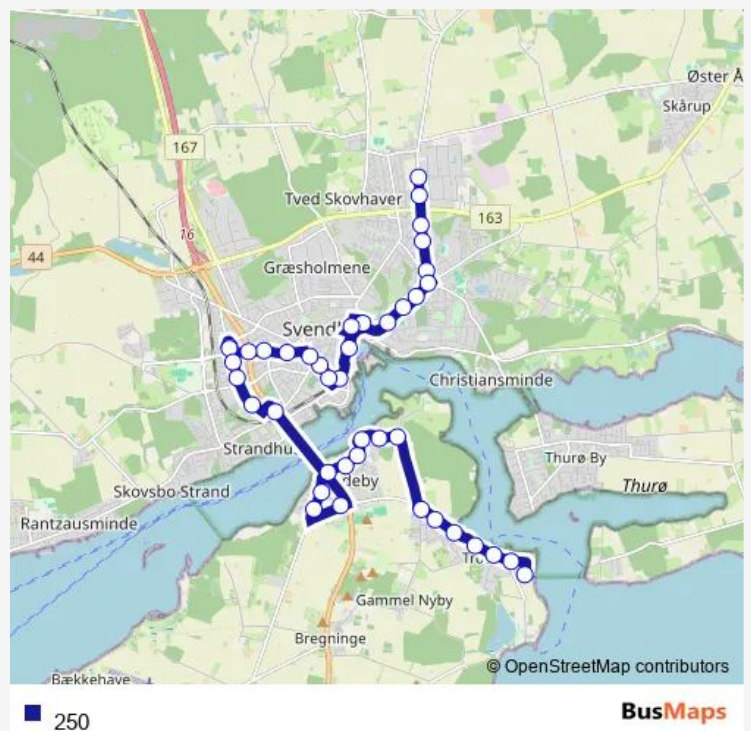 Øster Å
Skårup
167
Tved Skovhaver
163
16
44
Græsholmene
Svend
Christiansminde
Strandhu
Thurø By
deby
Skovsbo Strand
Thurø
Rantzausminde
Tro
Gammel Nyby
Bregninge
© OpenStreetMap contributors
Bækkehave
250
BusMaps